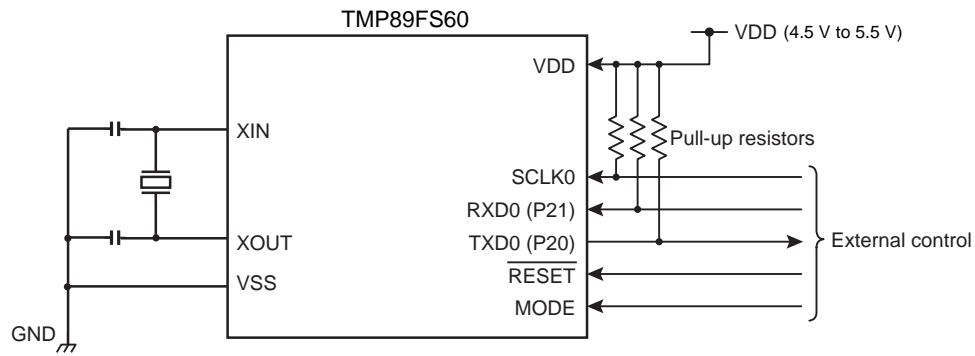 TMP89FS60
VDD (4.5 V to 5.5 V)
VDD
XIN
Pull-up resistors
SCLK0
RXD0 (P21)
XOUT
TXD0 (P20)
External control
RESET
VSS
MODE
GND